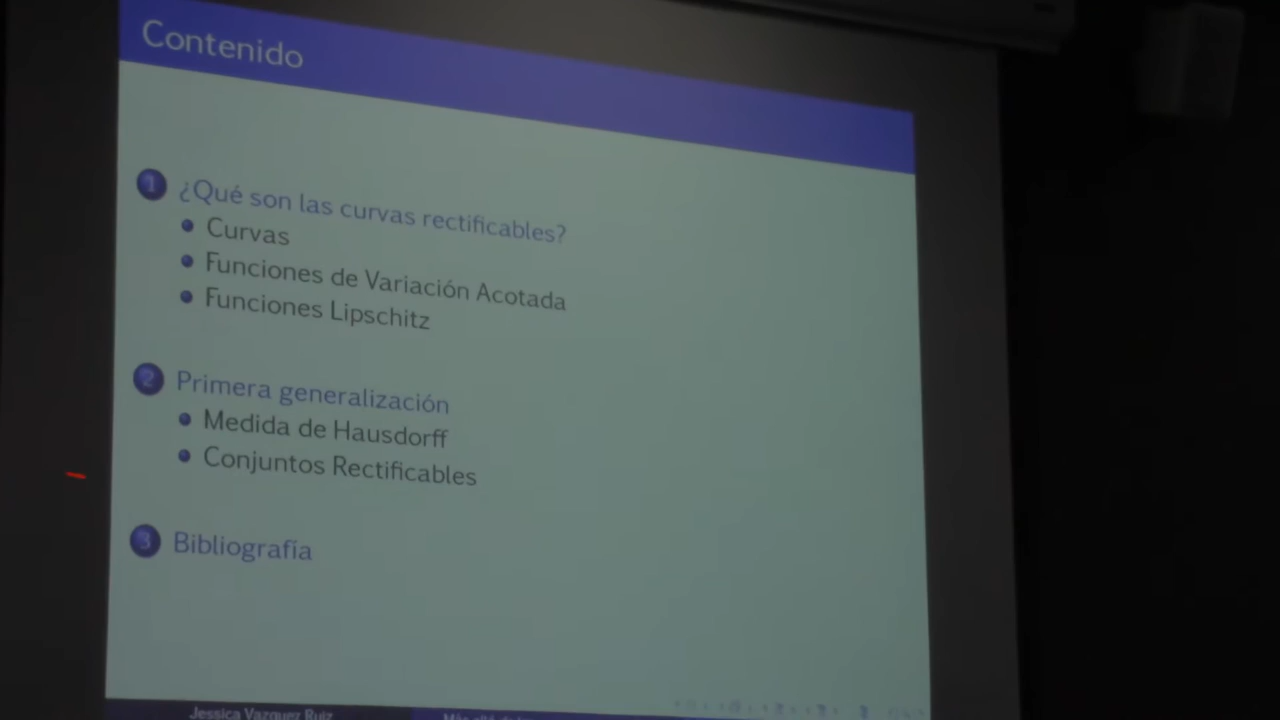 Contenido
1 ¿Qué son las curvas rectificables?
Curvas
Funciones de Variación Acotada
Funciones Lipschitz
2 Primera generalización
Medida de Hausdorff
Conjuntos Rectificables
3 Bibliografía
Jessica Vazquez Ruiz